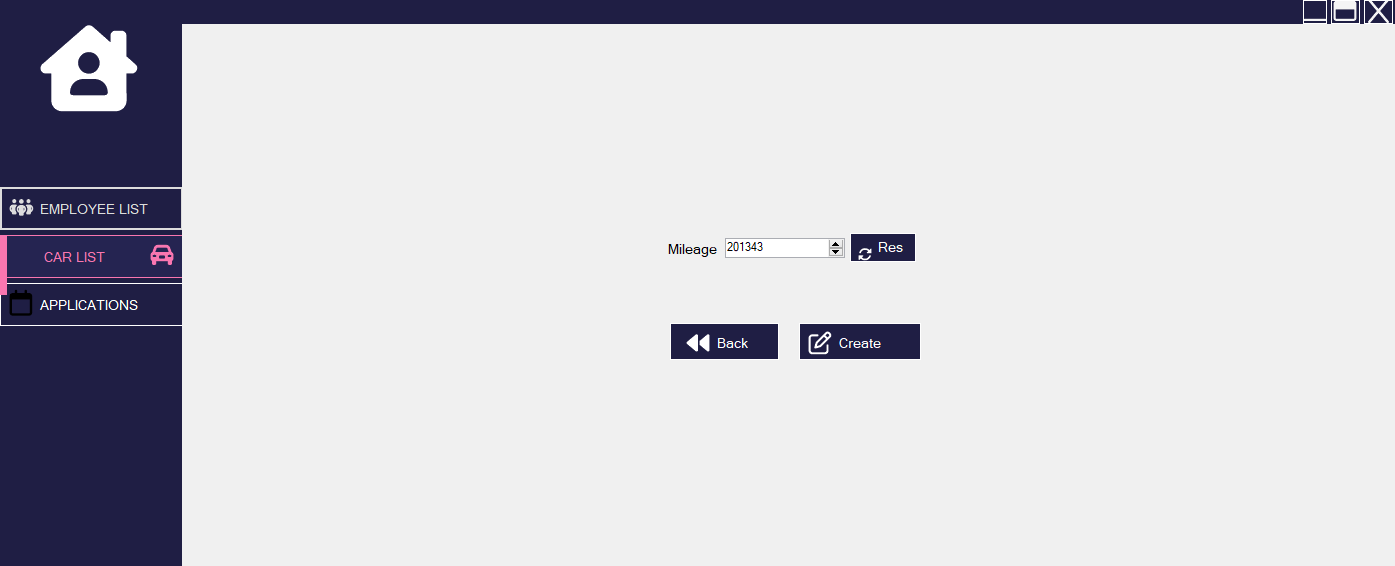 EMPLOYEE LIST
CAR LIST
APPLICATIONS
Mileage 201343 Res
Back Create